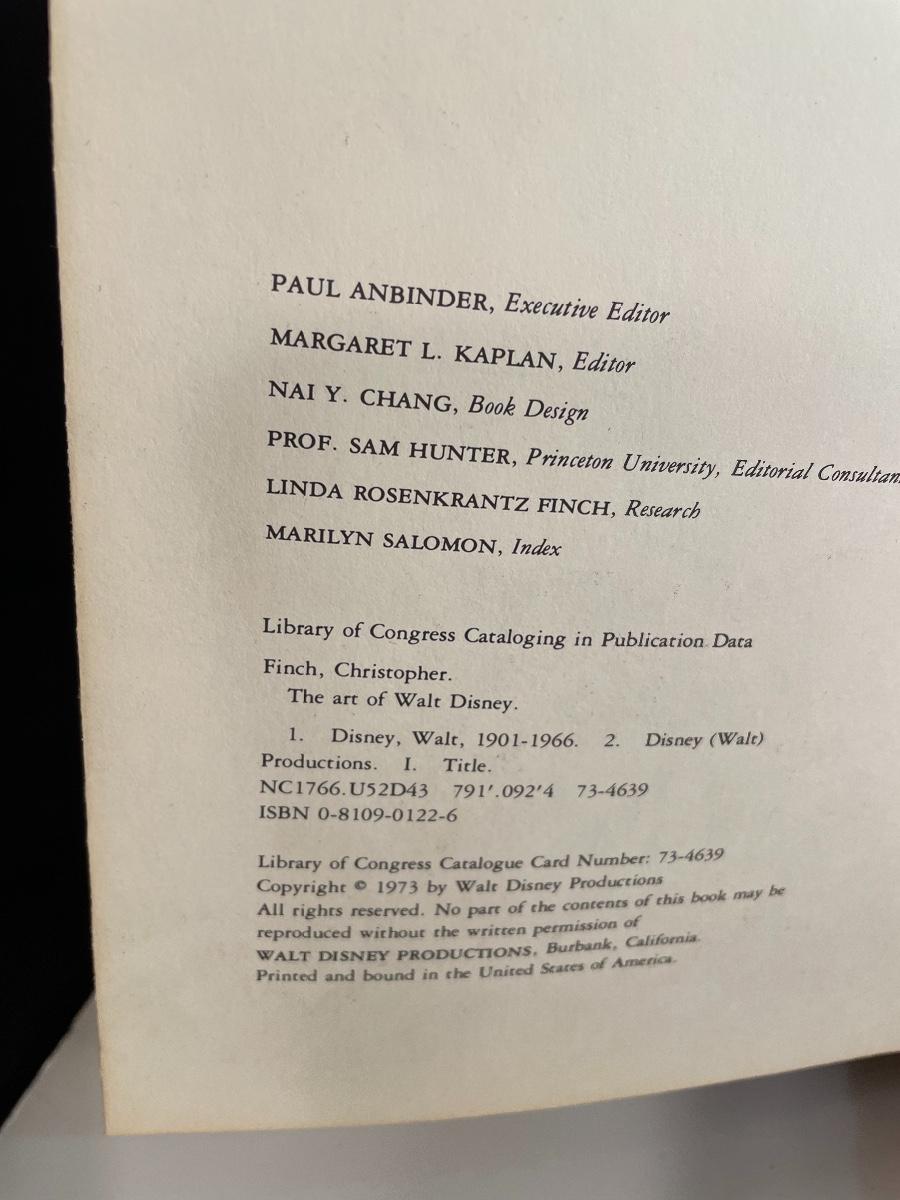 PAUL ANBINDER, Executive Editor
MARGARET L. KAPLAN, Editor
NAI Y. CHANG, Book Design
PROF. SAM HUNTER, Princeton University, Editorial Consultan
LINDA ROSENKRANTZ FINCH, Research
MARILYN SALOMON, Index
Library of Congress Cataloging in Publication Data
Finch, Christopher.
The art of Walt Disney.
1. Disney, Walt, 1901-1966. 2. Disney (Walt)
Productions. I. Title.
NC1766.U52D43 791'.092'4 73-4639
ISBN 0-8109-0122-6
Library of Congress Catalogue Card Number: 73-4639
Copyright © 1973 by Walt Disney Productions
All rights reserved. No part of the contents of this book may be
reproduced without the written permission of
WALT DISNEY PRODUCTIONS, Burbank, California.
Printed and bound in the United States of America.